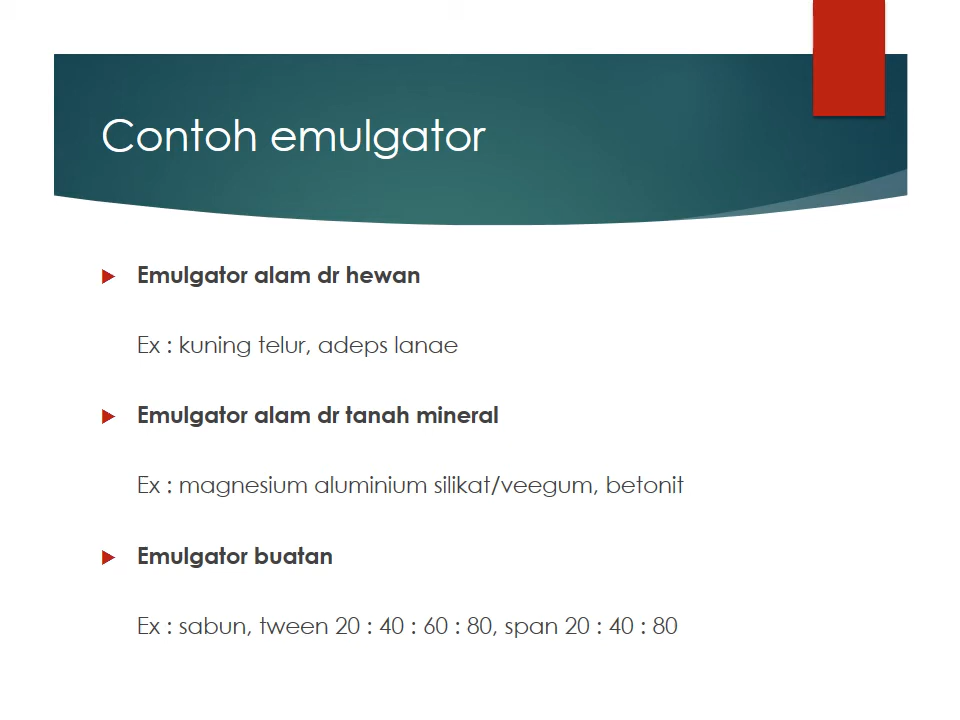 Contoh emulgator
Emulgator alam dr hewan
Ex : kuning telur, adeps lanae
Emulgator alam dr tanah mineral
Ex : magnesium aluminium silikat/veegum, betonit
Emulgator buatan
Ex : sabun, tween 20 : 40 : 60 : 80, span 20 : 40 : 80